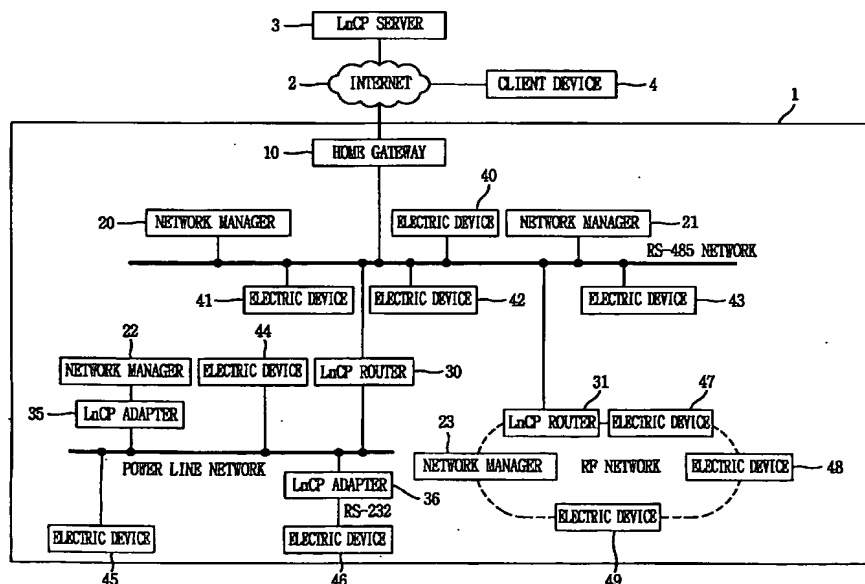 3 LnCP SERVER
2 INTERNET CLIENT DEVICE 4
1
10 HOME GATEWAY
40
20 NETWORK MANAGER ELECTRIC DEVICE NETWORK MANAGER 21
RS-485 NETWORK
41 ELECTRIC DEVICE ELECTRIC DEVICE 42 ELECTRIC DEVICE 43
22 44
NETWORK MANAGER ELECTRIC DEVICE LnCP ROUTER 30
31 47
35 LnCP ADAPTER LnCP ROUTER ELECTRIC DEVICE
23
POWER LINE NETWORK NETWORK MANAGER RF NETWORK ELECTRIC DEVICE 48
LnCP ADAPTER 36
RS-232
ELECTRIC DEVICE ELECTRIC DEVICE ELECTRIC DEVICE
45 46 49